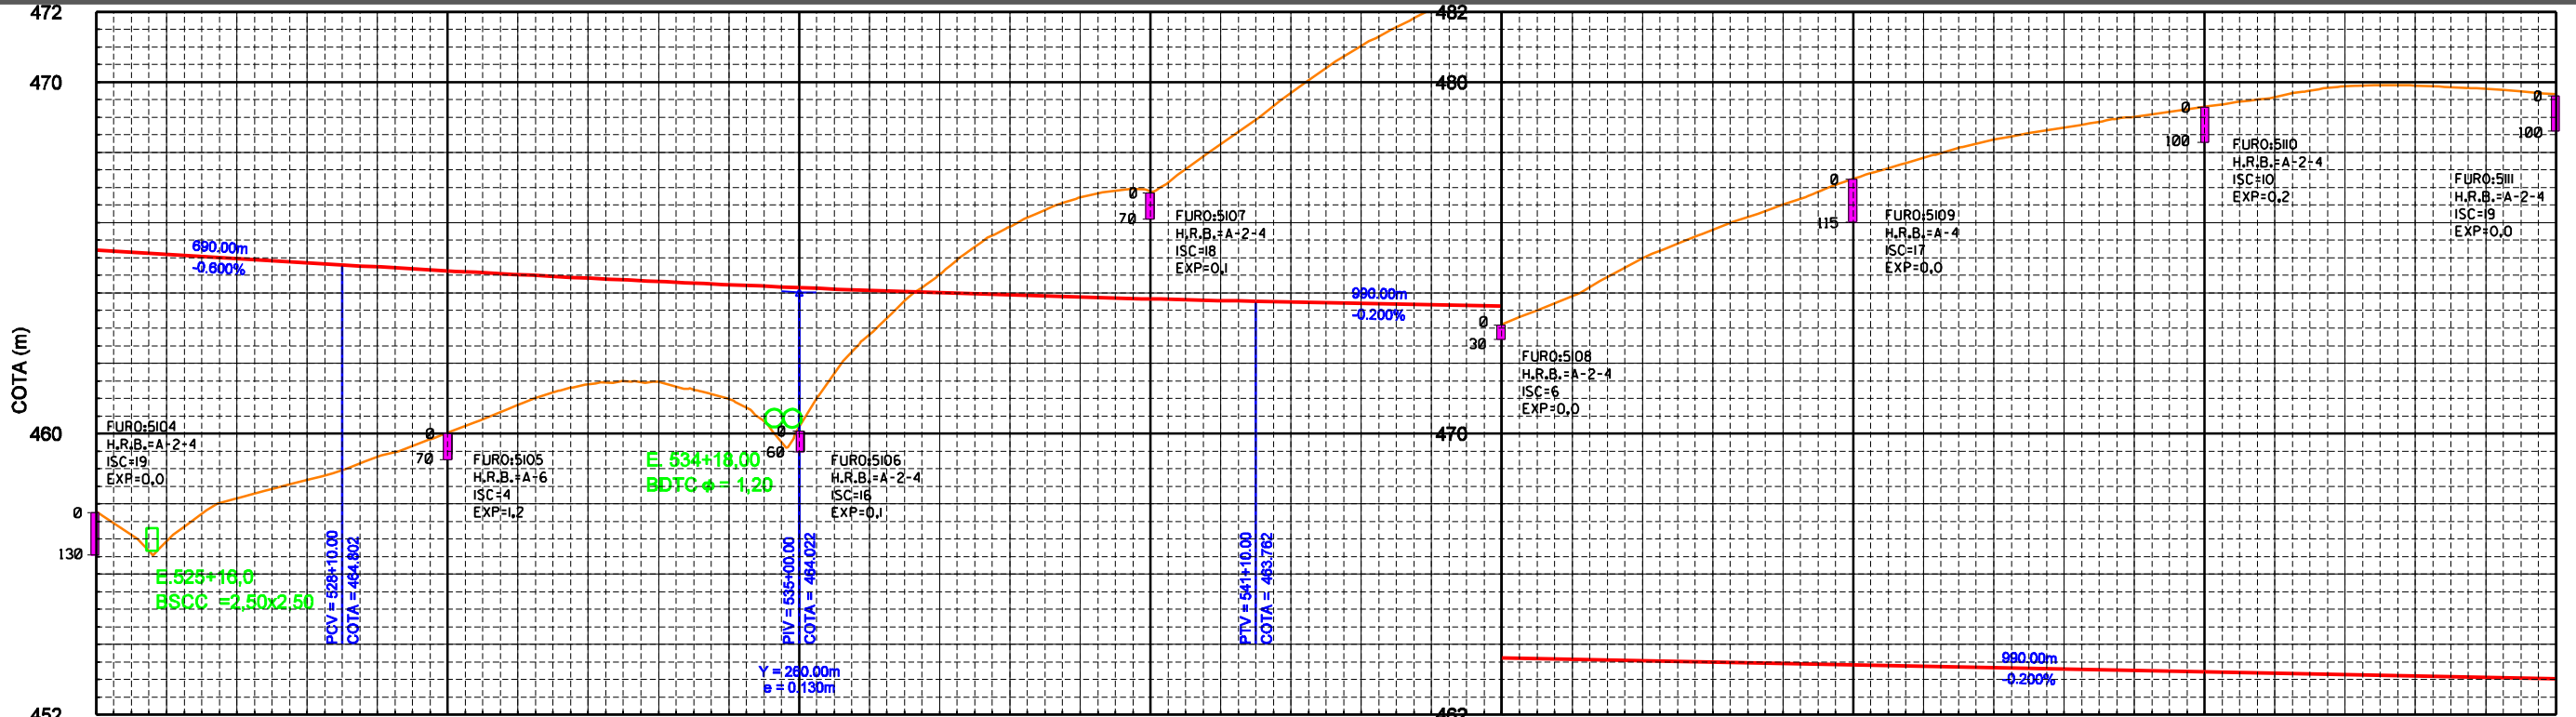 472
470
460
452
COTA (m)
690.00m
-0.600%
FURO:5104
H.R.B.=A-2-4
ISC=19
EXP=0.0
0
130
E.525+16,0
BSCC =2,50x2,50
PCV = 528+10.00
COTA = 464.802
0
70
FURO:5105
H.R.B.=A-6
ISC=4
EXP=1.2
E. 534+18,00
BDTC ф = 1,20
0
60
FURO:5106
H.R.B.=A-2-4
ISC=16
EXP=0.1
PIV = 535+00.00
COTA = 464.022
Y = 260.00m
e = 0.130m
0
70
FURO:5107
H.R.B.=A-2-4
ISC=18
EXP=0.1
PTV = 541+10.00
COTA = 463.762
990.00m
-0.200%
482
480
470
462
0
30
FURO:5108
H.R.B.=A-2-4
ISC=6
EXP=0.0
0
115
FURO:5109
H.R.B.=A-4
ISC=17
EXP=0.0
990.00m
-0.200%
0
100
FURO:5110
H.R.B.=A-2-4
ISC=10
EXP=0.2
0
100
FURO:5111
H.R.B.=A-2-4
ISC=19
EXP=0.0